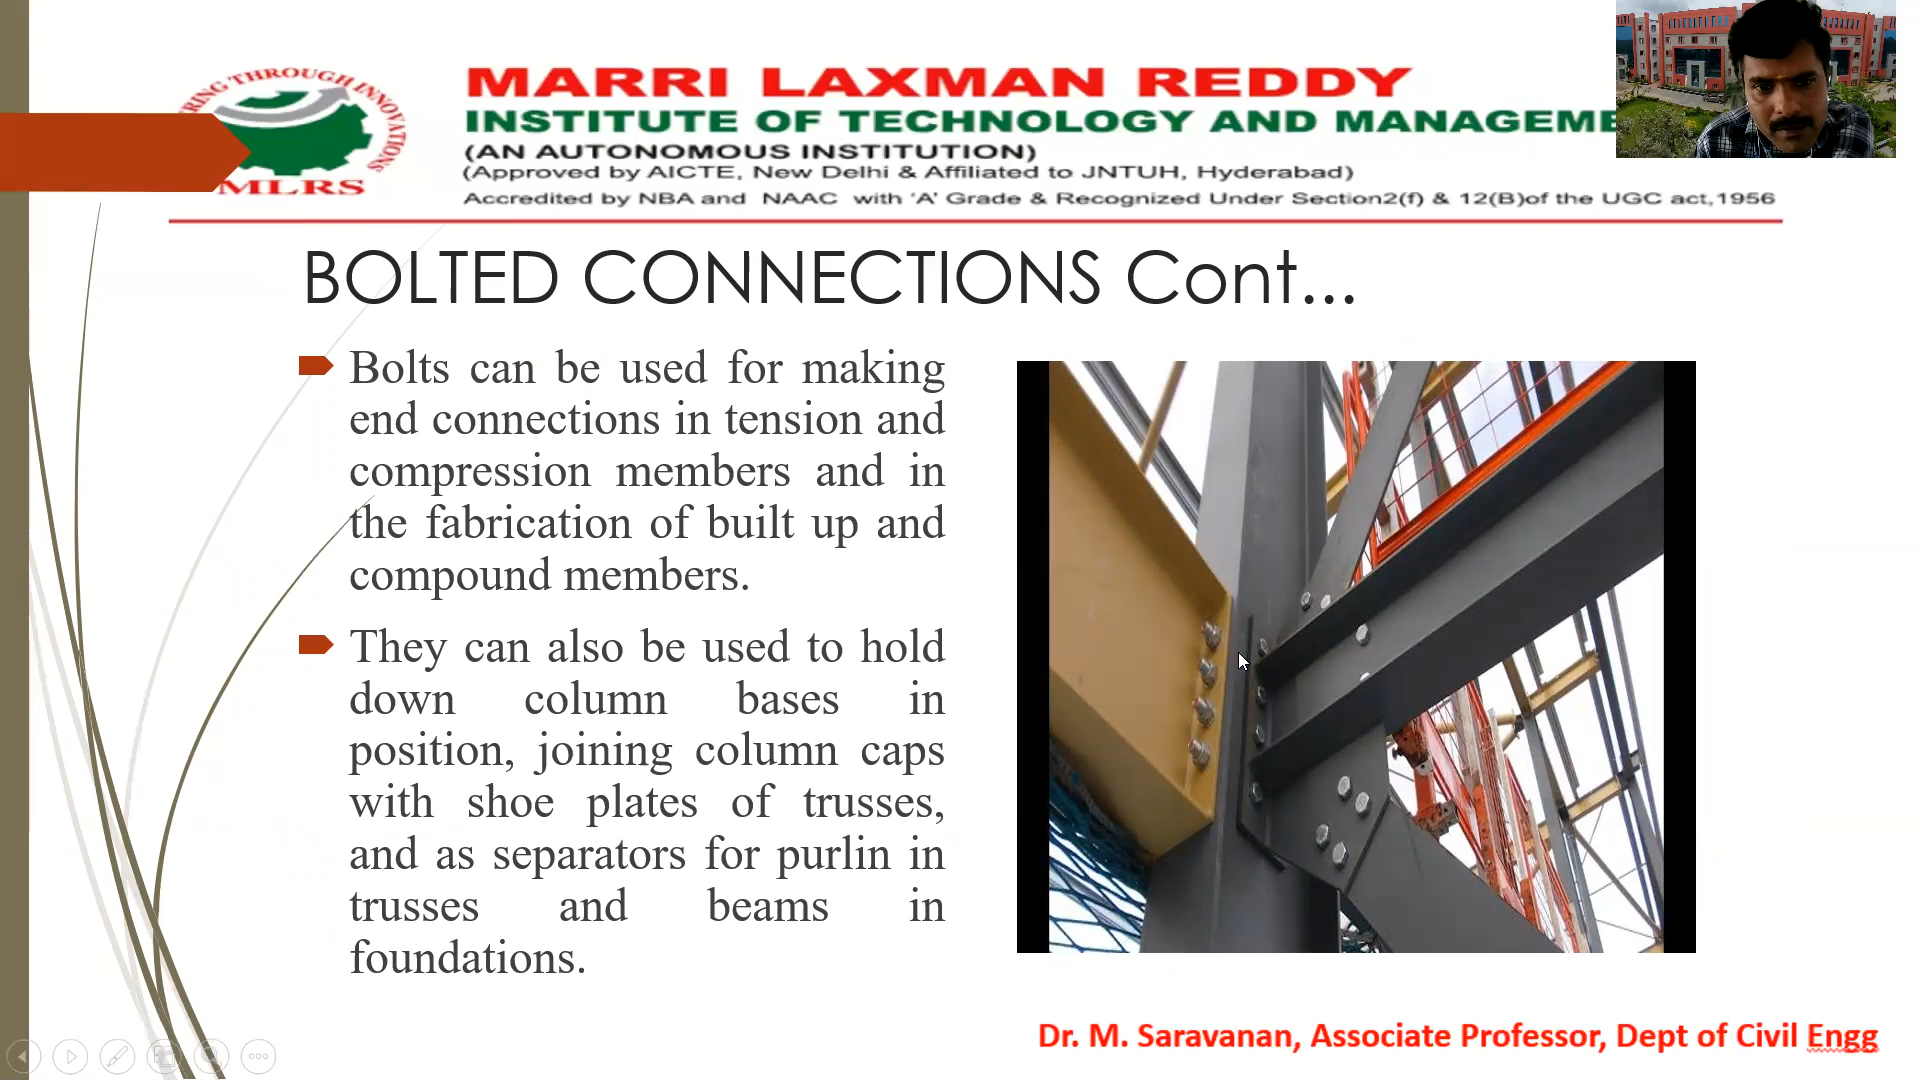 RING THROUGH INNOVATIONS
MLRS
MARRI LAXMAN REDDY
INSTITUTE OF TECHNOLOGY AND MANAGEME
(AN AUTONOMOUS INSTITUTION)
(Approved by AICTE, New Delhi & Affiliated to JNTUH, Hyderabad)
Accredited by NBA and NAAC with 'A' Grade & Recognized Under Section2(f) & 12(B)of the UGC act,1956
BOLTED CONNECTIONS Cont...
Bolts can be used for making
end connections in tension and
compression members and in
the fabrication of built up and
compound members.
They can also be used to hold
down column bases in
position, joining column caps
with shoe plates of trusses,
and as separators for purlin in
trusses and beams in
foundations.
Dr. M. Saravanan, Associate Professor, Dept of Civil Engg